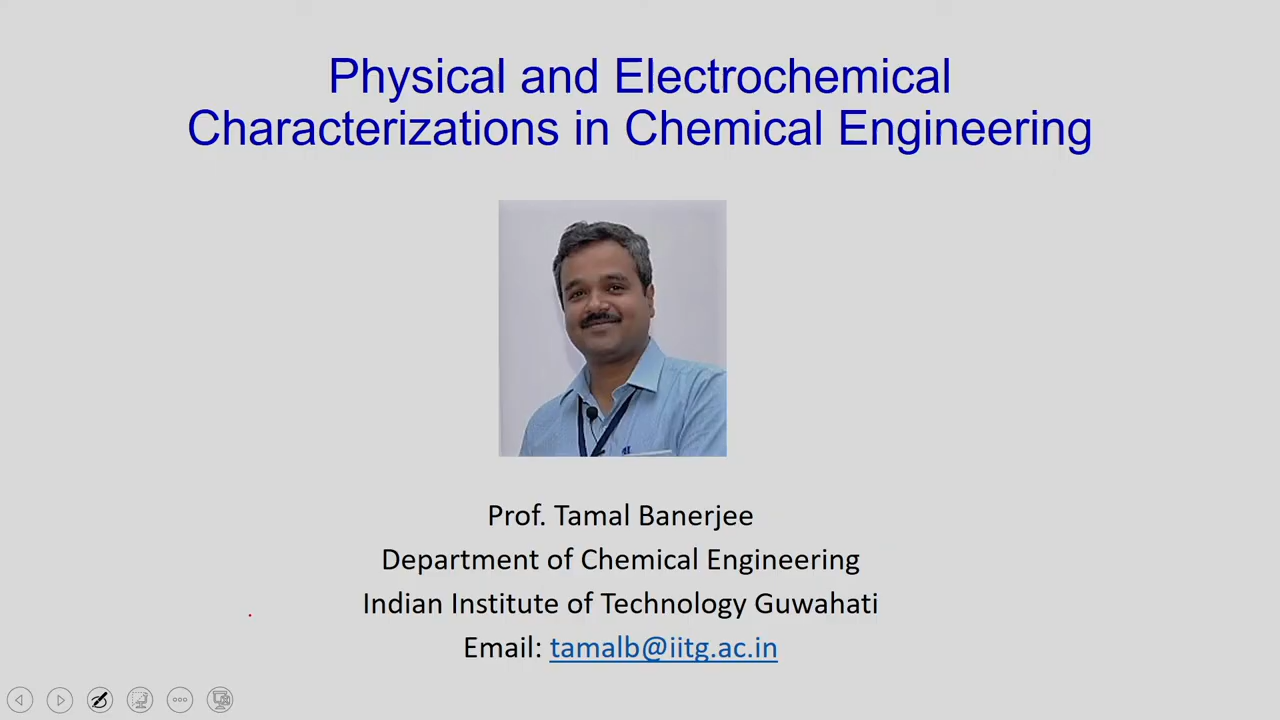 Physical and Electrochemical
Characterizations in Chemical Engineering
Prof. Tamal Banerjee
Department of Chemical Engineering
Indian Institute of Technology Guwahati
Email: tamalb@iitg.ac.in